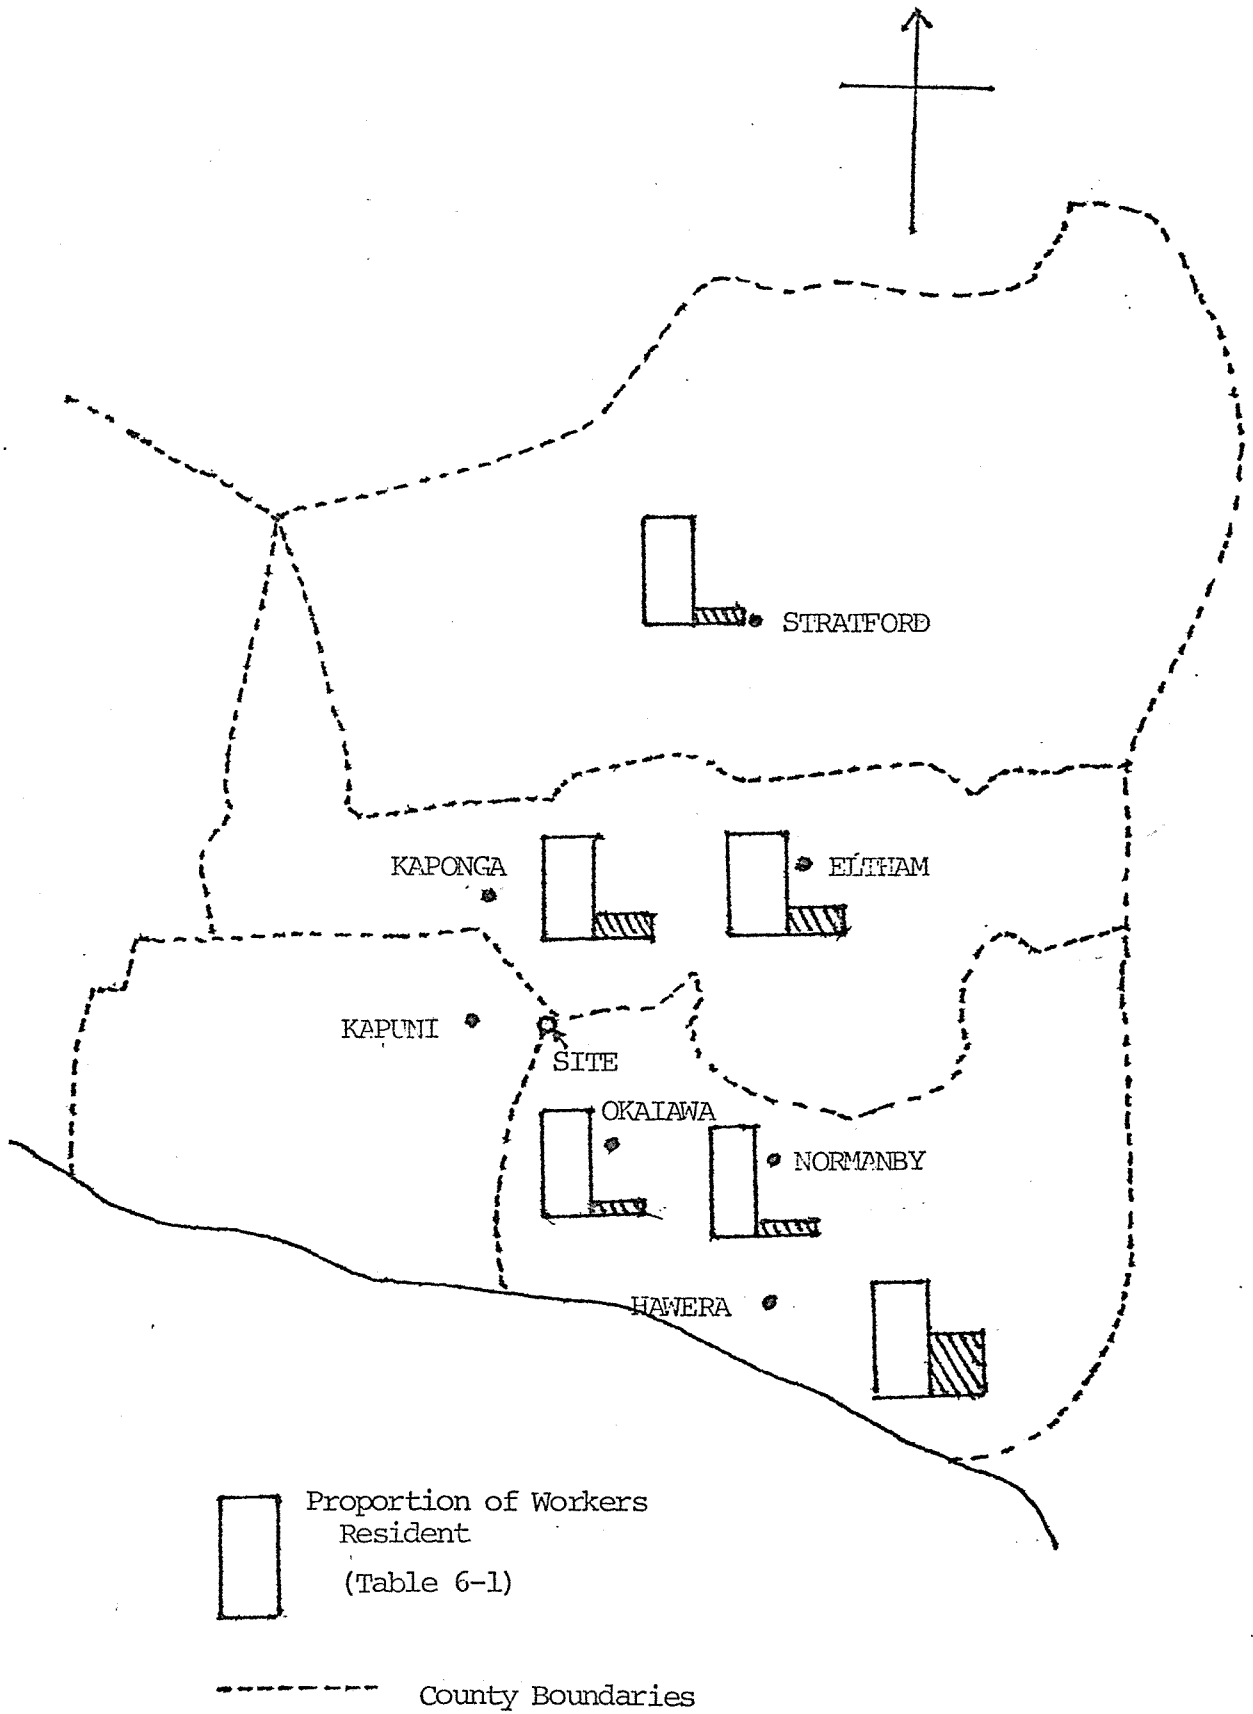 STRATFORD
KAPONGA
ELTHAM
KAPUNI
SITE
OKAIAWA
NORMANBY
HAWERA
Proportion of Workers
Resident
(Table 6-1)
County Boundaries